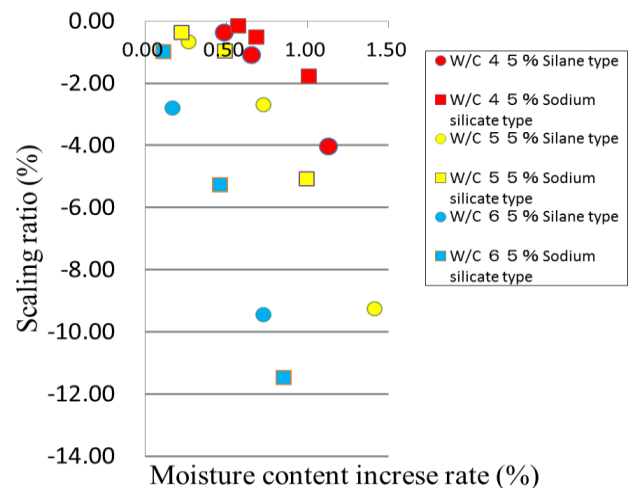 0.00
0.00 0.50 1.00 1.50
-2.00
-4.00
-6.00
-8.00
-10.00
-12.00
-14.00
Scaling ratio (%)
Moisture content increse rate (%)
W/C ４５% Silane type
W/C ４５% Sodium
silicate type
W/C ５５% Silane type
W/C ５５% Sodium
silicate type
W/C ６５% Silane type
W/C ６５% Sodium
silicate type